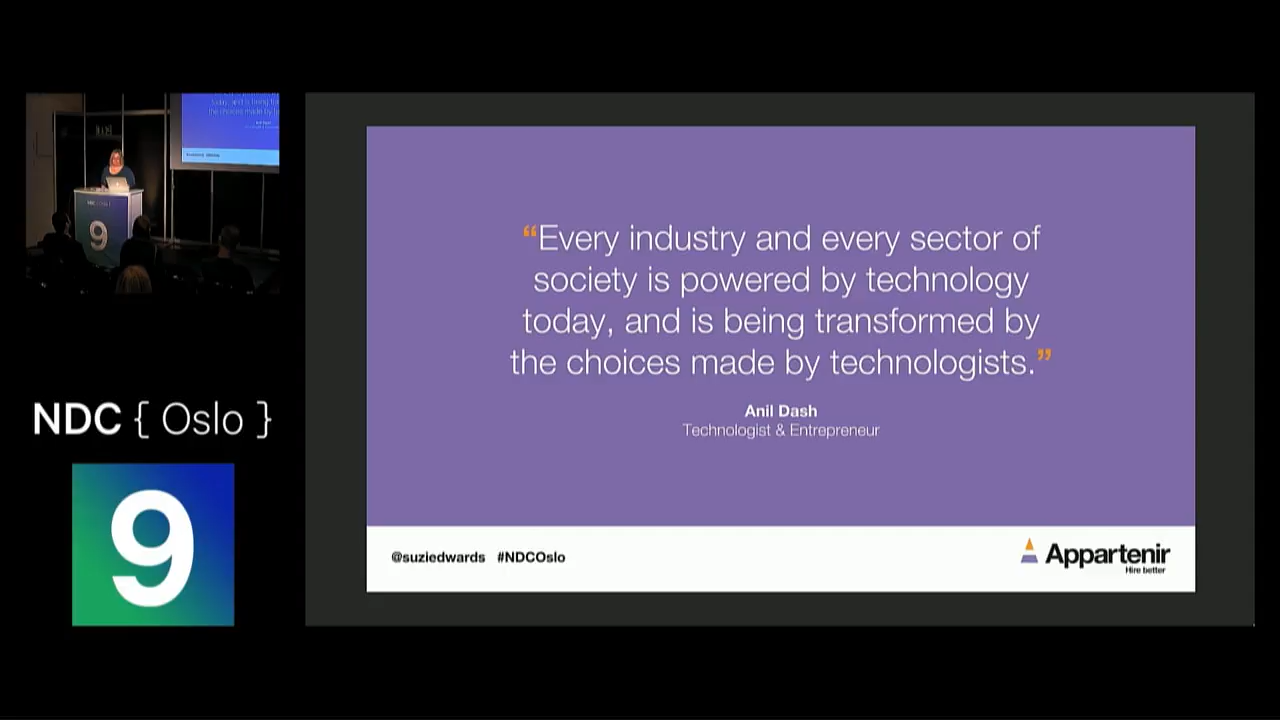 “Every industry and every sector of
society is powered by technology
today, and is being transformed by
the choices made by technologists.”
Anil Dash
Technologist & Entrepreneur
@suziedwards #NDCOslo
Appartenir
Hire better
NDC { Oslo }
9
9